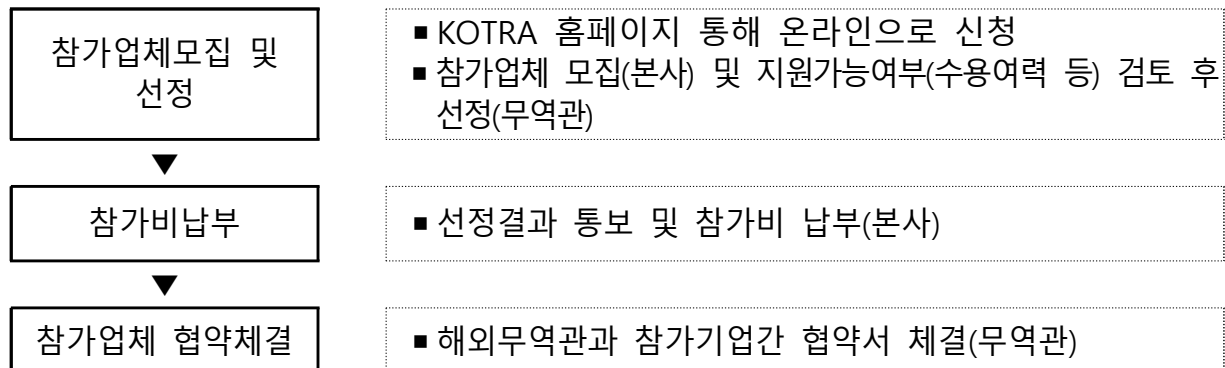 참가업체모집 및
선정
■ KOTRA 홈페이지 통해 온라인으로 신청
■ 참가업체 모집(본사) 및 지원가능여부(수용여력 등) 검토 후
선정(무역관)
▼
참가비납부
■ 선정결과 통보 및 참가비 납부(본사)
▼
참가업체 협약체결
■ 해외무역관과 참가기업간 협약서 체결(무역관)